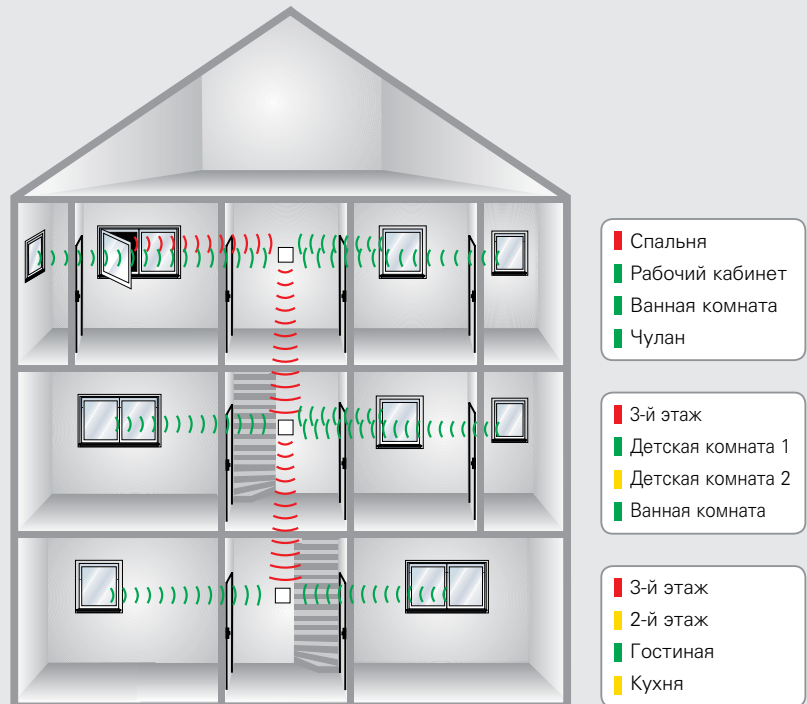 Спальня
Рабочий кабинет
Ванная комната
Чулан
3-й этаж
Детская комната 1
Детская комната 2
Ванная комната
3-й этаж
2-й этаж
Гостиная
Кухня